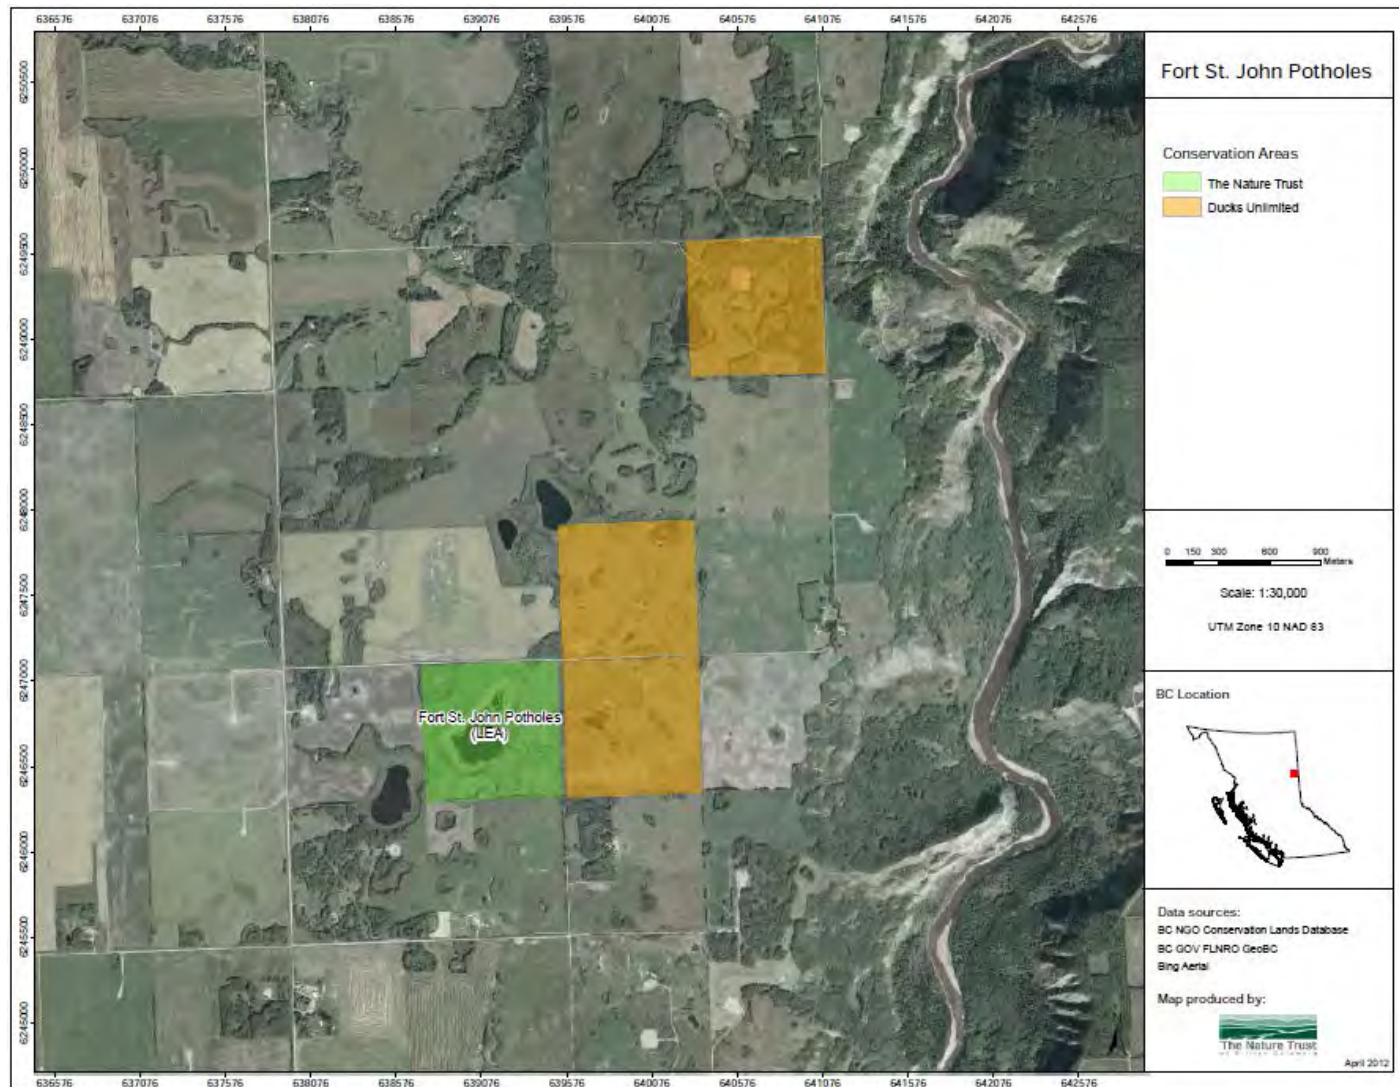 636576 637076 637576 638076 638576 639076 639576 640076 640576 641076 641576 642076 642576
6250500
6250000
6249500
6249000
6248500
6248000
6247500
6247000
6246500
6246000
6245500
6245000
Fort St. John Potholes
(LEA)
636576 637076 637576 638076 638576 639076 639576 640076 640576 641076 641576 642076 642576
Fort St. John Potholes
Conservation Areas
The Nature Trust
Ducks Unlimited
0 150 300 600 900
Meters
Scale: 1:30,000
UTM Zone 10 NAD 83
BC Location
Data sources:
BC NGO Conservation Lands Database
BC GOV FLNRO GeoBC
Bing Aerial
Map produced by:
The Nature Trust
of British Columbia
April 2012